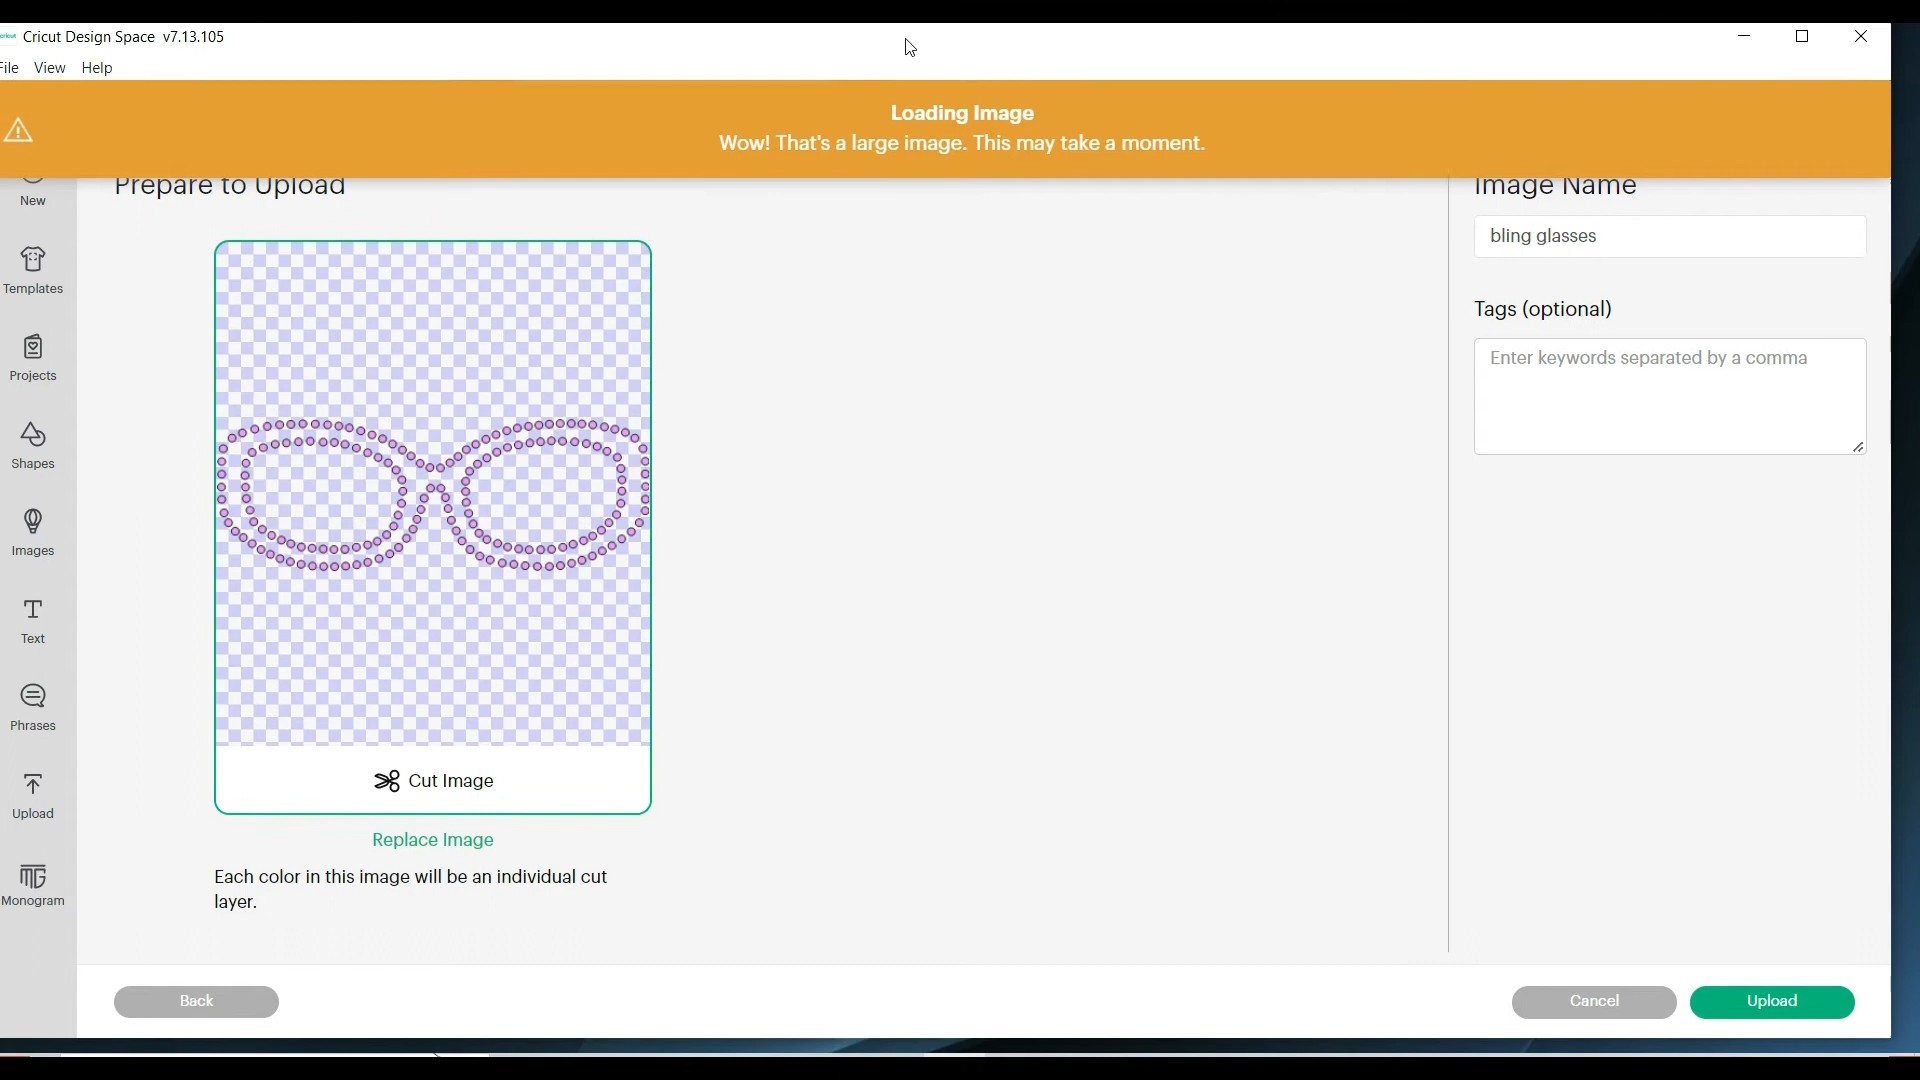 Cricut Design Space v7.13.105
File View Help
Loading Image
Wow! That's a large image. This may take a moment.
New
Templates
Projects
Shapes
Images
Text
Phrases
Upload
Monogram
Prepare to Upload
Cut Image
Replace Image
Each color in this image will be an individual cut
layer.
Image Name
bling glasses
Tags (optional)
Enter keywords separated by a comma
Back
Cancel
Upload